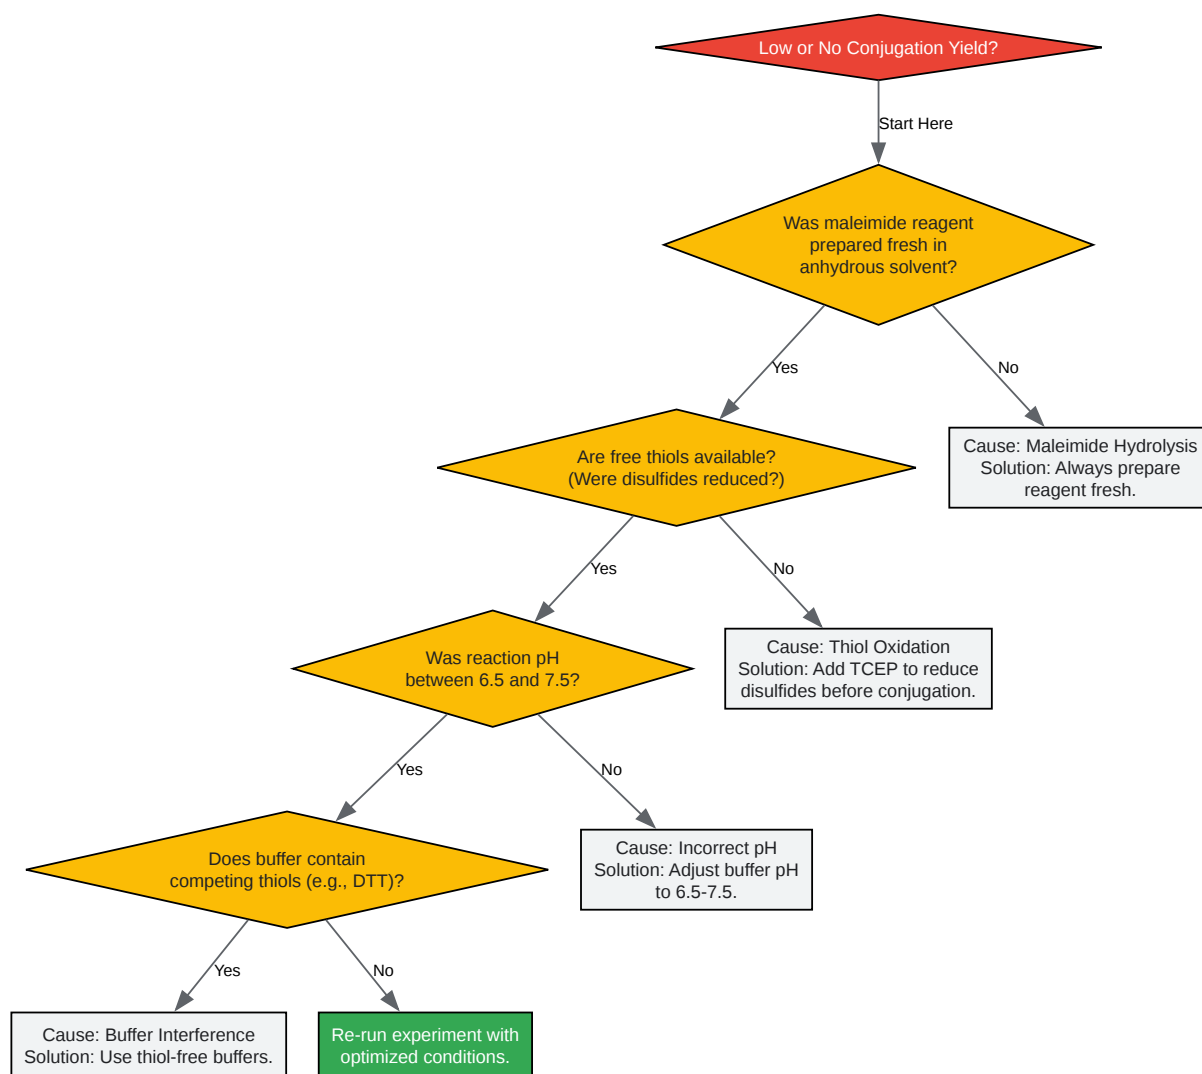 Low or No Conjugation Yield?
Start Here
Was maleimide reagent
prepared fresh in
anhydrous solvent?
Yes
No
Are free thiols available?
(Were disulfides reduced?)
Cause: Maleimide Hydrolysis
Solution: Always prepare
reagent fresh.
Yes
No
Was reaction pH
between 6.5 and 7.5?
Cause: Thiol Oxidation
Solution: Add TCEP to reduce
disulfides before conjugation.
Yes
No
Does buffer contain
competing thiols (e.g., DTT)?
Cause: Incorrect pH
Solution: Adjust buffer pH
to 6.5-7.5.
Yes
No
Cause: Buffer Interference
Solution: Use thiol-free buffers.
Re-run experiment with
optimized conditions.